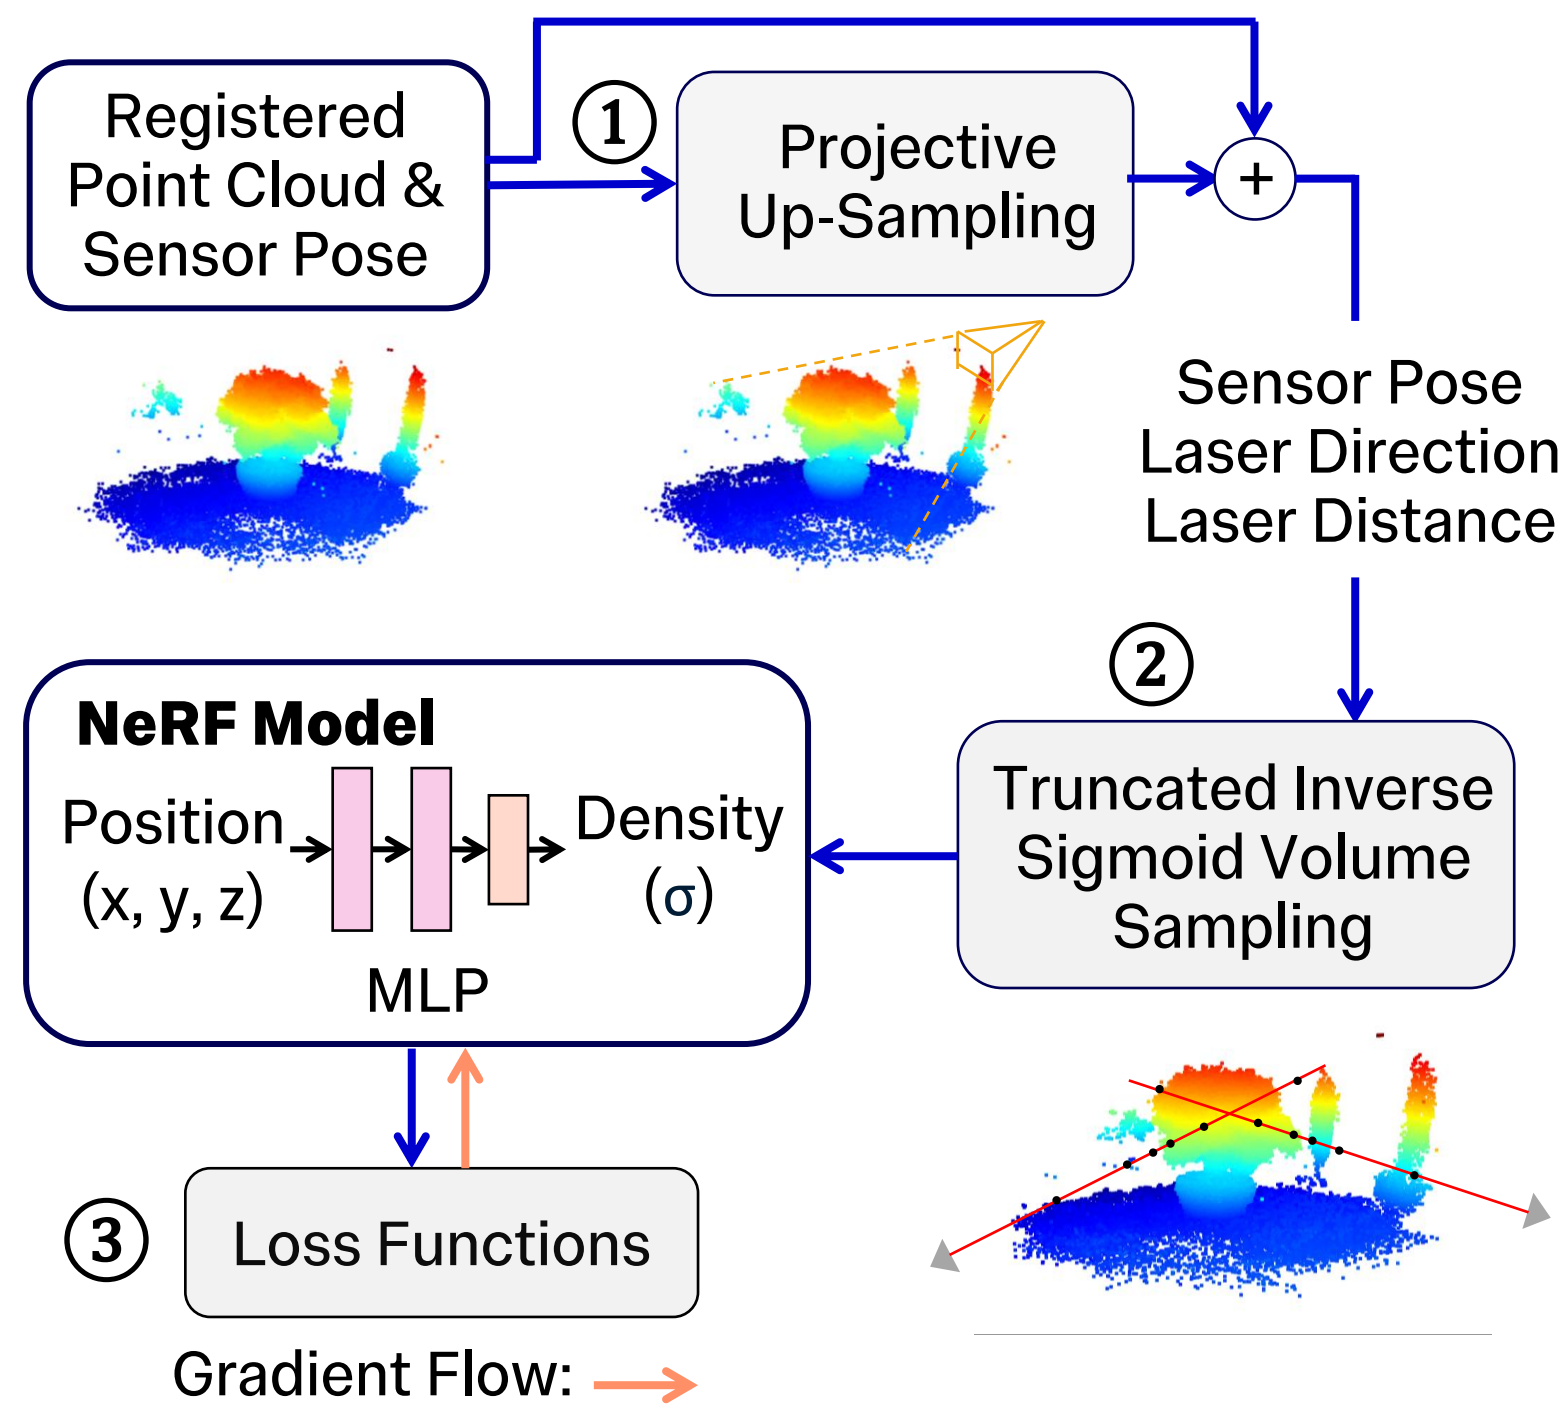 Registered
Point Cloud &
Sensor Pose
1
Projective
Up-Sampling
+
Sensor Pose
Laser Direction
Laser Distance
2
Truncated Inverse
Sigmoid Volume
Sampling
NeRF Model
Position
(x, y, z)
Density
(σ)
MLP
3
Loss Functions
Gradient Flow: